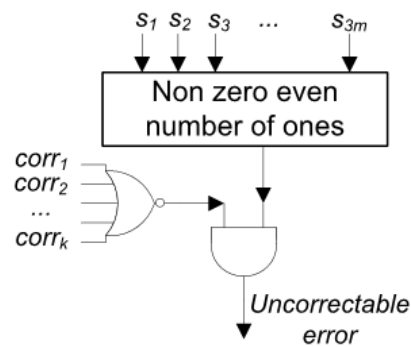 s1 s2 s3 ... s3m
Non zero even
number of ones
corr1
corr2
...
corrk
Uncorrectable
error